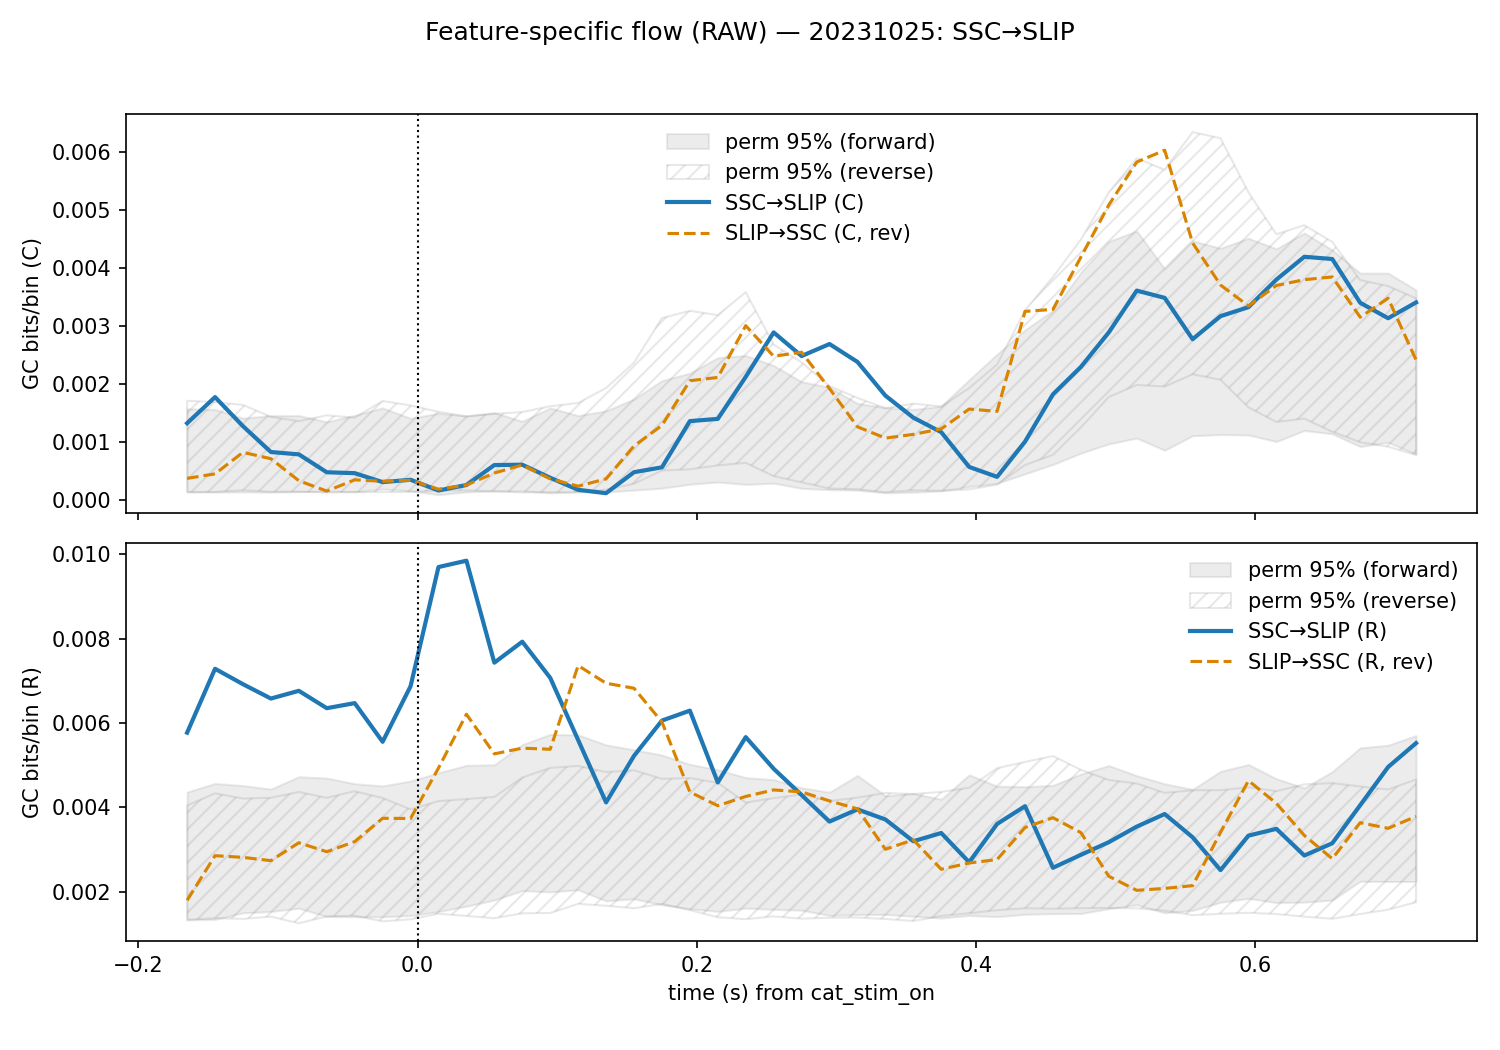 Feature-specific flow (RAW) — 20231025: SSC→SLIP
GC bits/bin (C)
0.006
0.005
0.004
0.003
0.002
0.001
0.000
perm 95% (forward)
perm 95% (reverse)
SSC→SLIP (C)
SLIP→SSC (C, rev)
GC bits/bin (R)
0.010
0.008
0.006
0.004
0.002
perm 95% (forward)
perm 95% (reverse)
SSC→SLIP (R)
SLIP→SSC (R, rev)
−0.2 0.0 0.2 0.4 0.6
time (s) from cat_stim_on